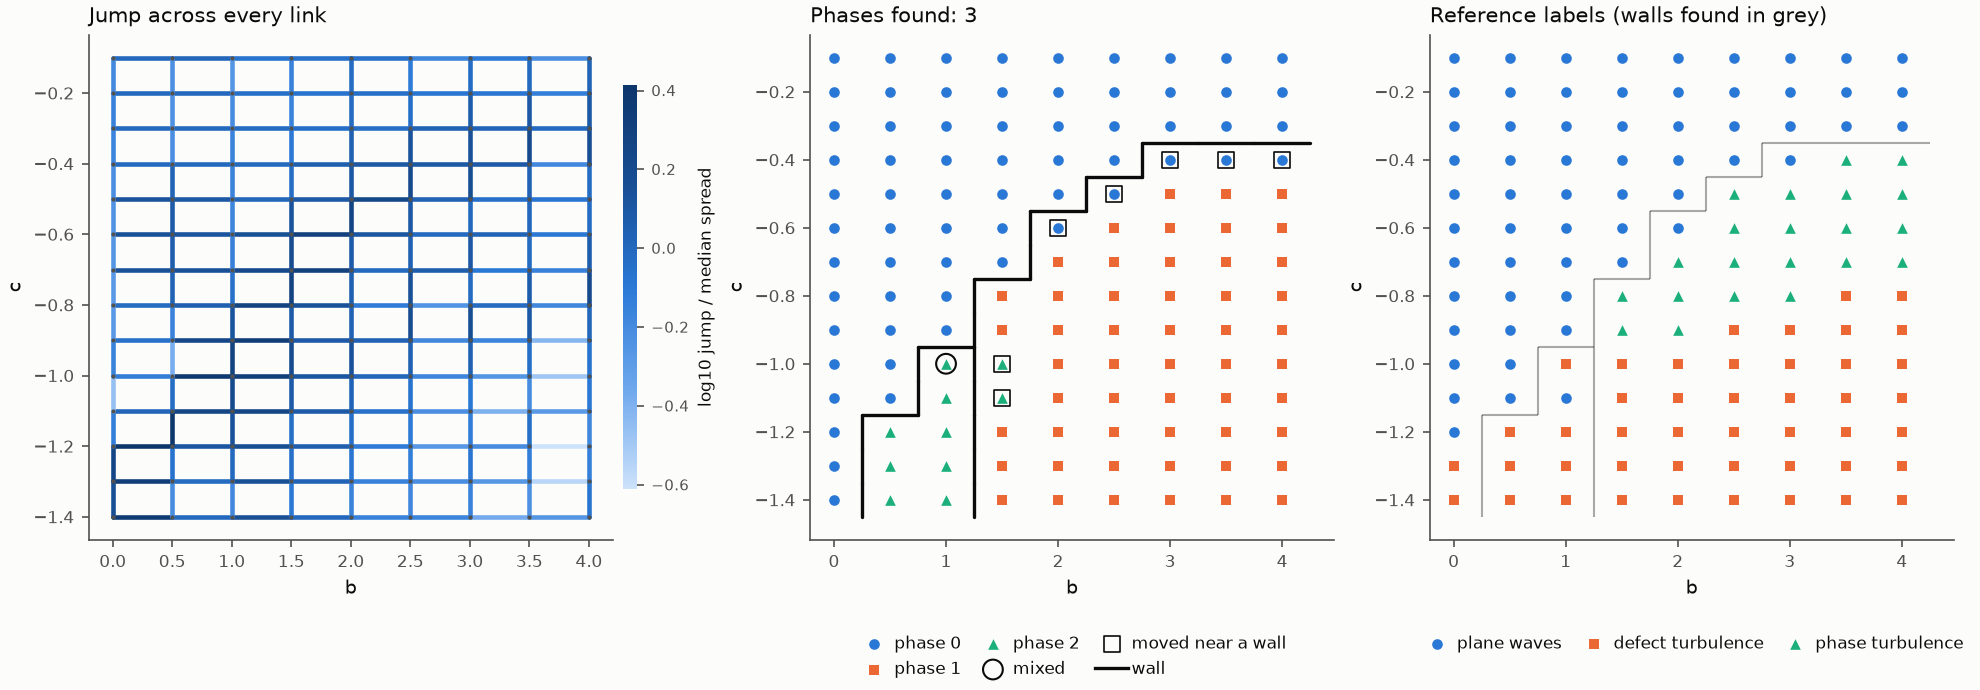 Jump across every link
−0.2
−0.4
−0.6
−0.8
−1.0
−1.2
−1.4
c
0.0 0.5 1.0 1.5 2.0 2.5 3.0 3.5 4.0
b
0.4
0.2
0.0
−0.2
−0.4
−0.6
log10 jump / median spread
Phases found: 3
−0.2
−0.4
−0.6
−0.8
−1.0
−1.2
−1.4
c
0 1 2 3 4
b
phase 0
phase 1
phase 2
mixed
moved near a wall
wall
Reference labels (walls found in grey)
−0.2
−0.4
−0.6
−0.8
−1.0
−1.2
−1.4
c
0 1 2 3 4
b
plane waves
defect turbulence
phase turbulence